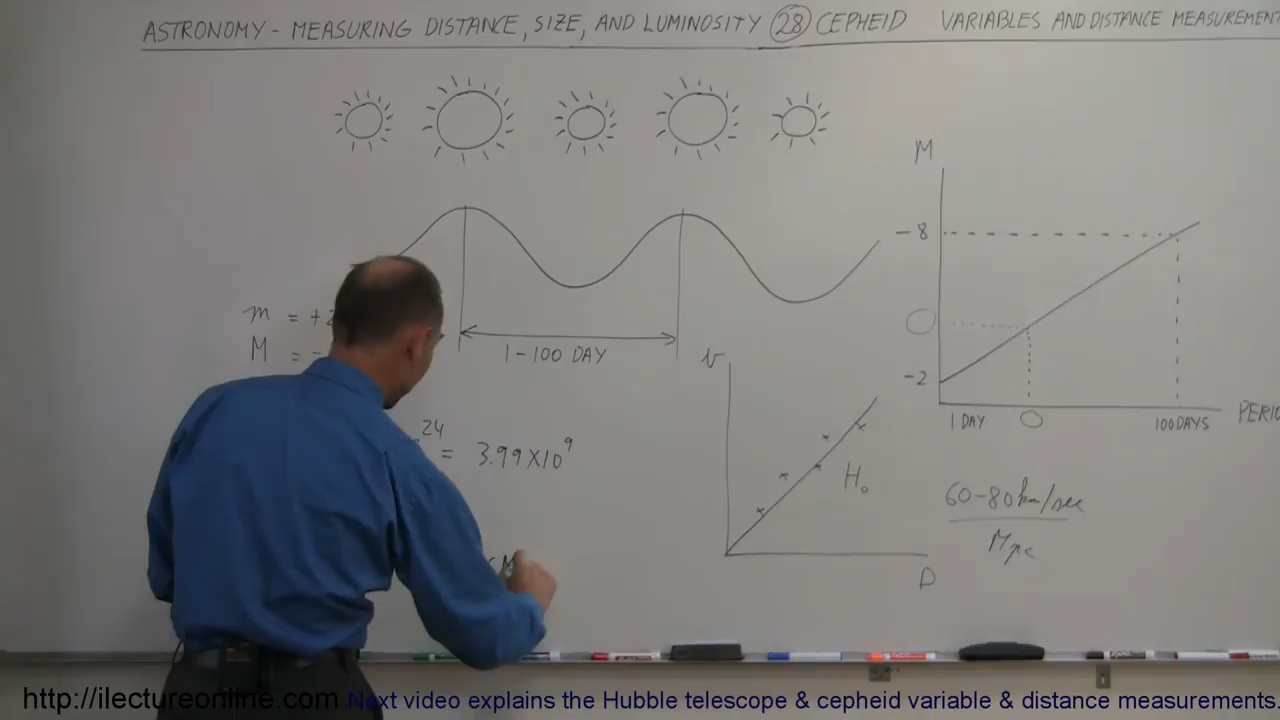 ASTRONOMY - MEASURING DISTANCE, SIZE, AND LUMINOSITY 28 CEPHEID VARIABLES AND DISTANCE MEASUREMENT
M
-8
-2
1 DAY
100 DAYS
m = +2
M = -
1-100 DAY
24
= 3.99 X 10^9
v
H₀
D
60-80 km/sec
Mpc
http://ilectureonline.com Next video explains the Hubble telescope & cepheid variable & distance measurements.